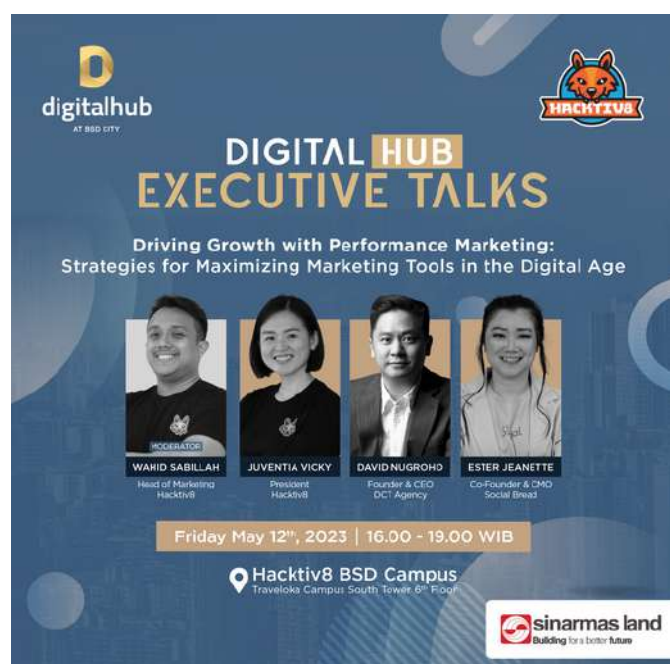 digitalhub
AT BSD CITY
HACKTIV8
DIGITAL HUB
EXECUTIVE TALKS
Driving Growth with Performance Marketing:
Strategies for Maximizing Marketing Tools in the Digital Age
MODERATOR
WAHID SABILLAH
Head of Marketing
Hacktiv8
JUVENTIA VICKY
President
Hacktiv8
DAVID NUGROHO
Founder & CEO
DCT Agency
ESTER JEANETTE
Co-Founder & CMO
Social Bread
Friday May 12th, 2023 | 16.00 - 19.00 WIB
Hacktiv8 BSD Campus
Traveloka Campus South Tower 6th Floor
sinarmas land
Building for a better future